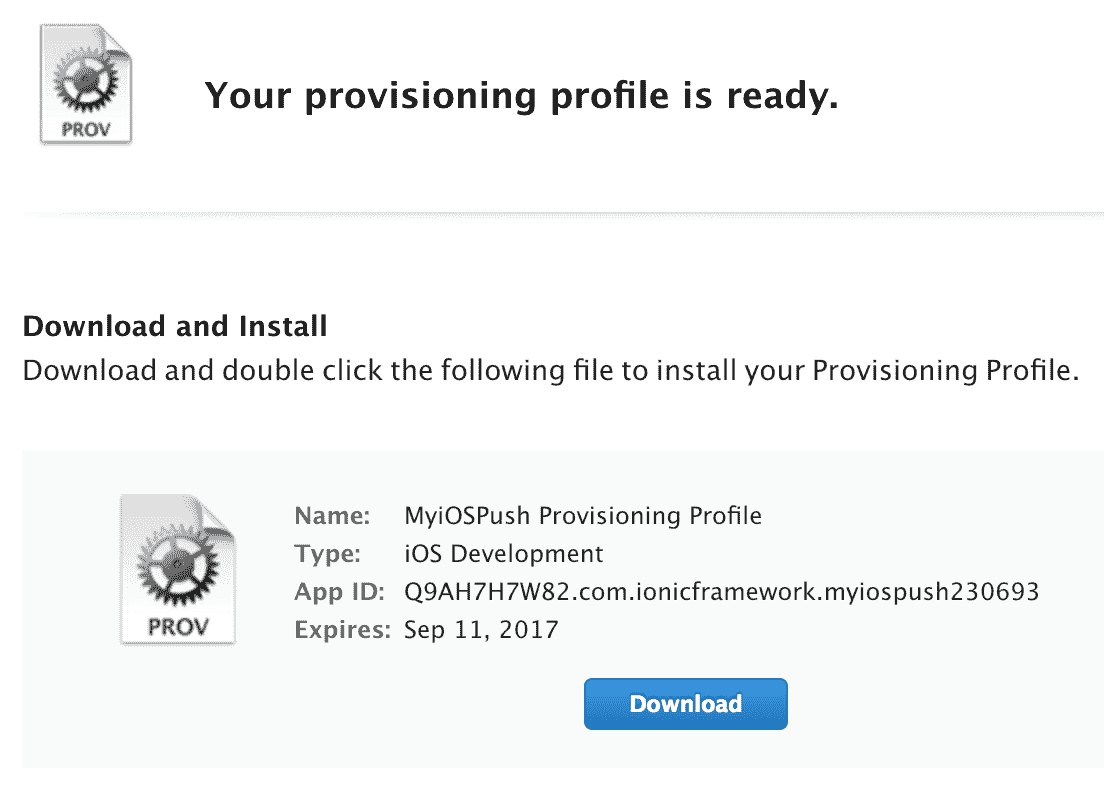 PROV
Your provisioning profile is ready.
Download and Install
Download and double click the following file to install your Provisioning Profile.
PROV
Name: MyiOSPush Provisioning Profile
Type: iOS Development
App ID: Q9AH7H7W82.com.ionicframework.myiospush230693
Expires: Sep 11, 2017
Download